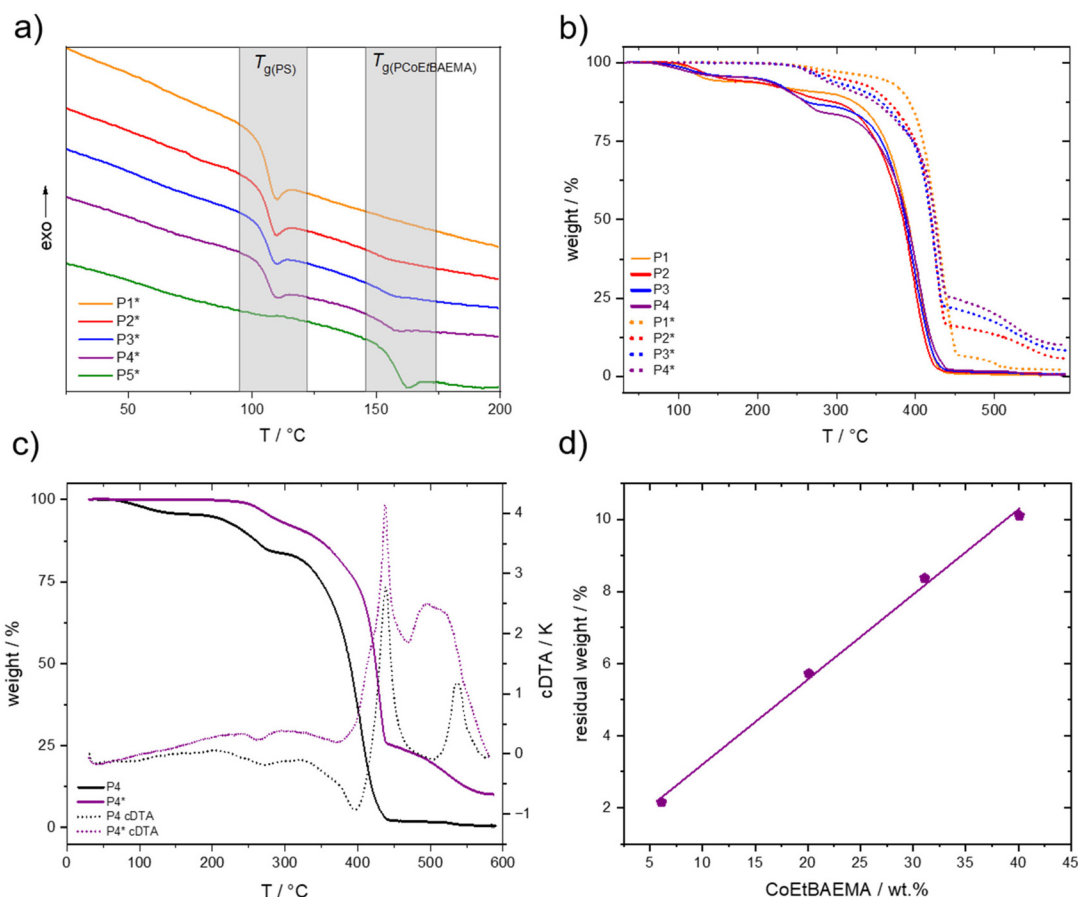 a)
T g(PS)
T g(PCoEtBAEMA)
exo
P1*
P2*
P3*
P4*
P5*
50 100 150 200
T / °C
b)
100
75
50
25
0
weight / %
P1
P2
P3
P4
P1*
P2*
P3*
P4*
100 200 300 400 500
T / °C
c)
100
75
50
25
0
weight / %
4
3
2
1
0
−1
cDTA / K
P4
P4*
P4 cDTA
P4* cDTA
0 100 200 300 400 500 600
T / °C
d)
10
8
6
4
2
residual weight / %
5 10 15 20 25 30 35 40 45
CoEtBAEMA / wt.%